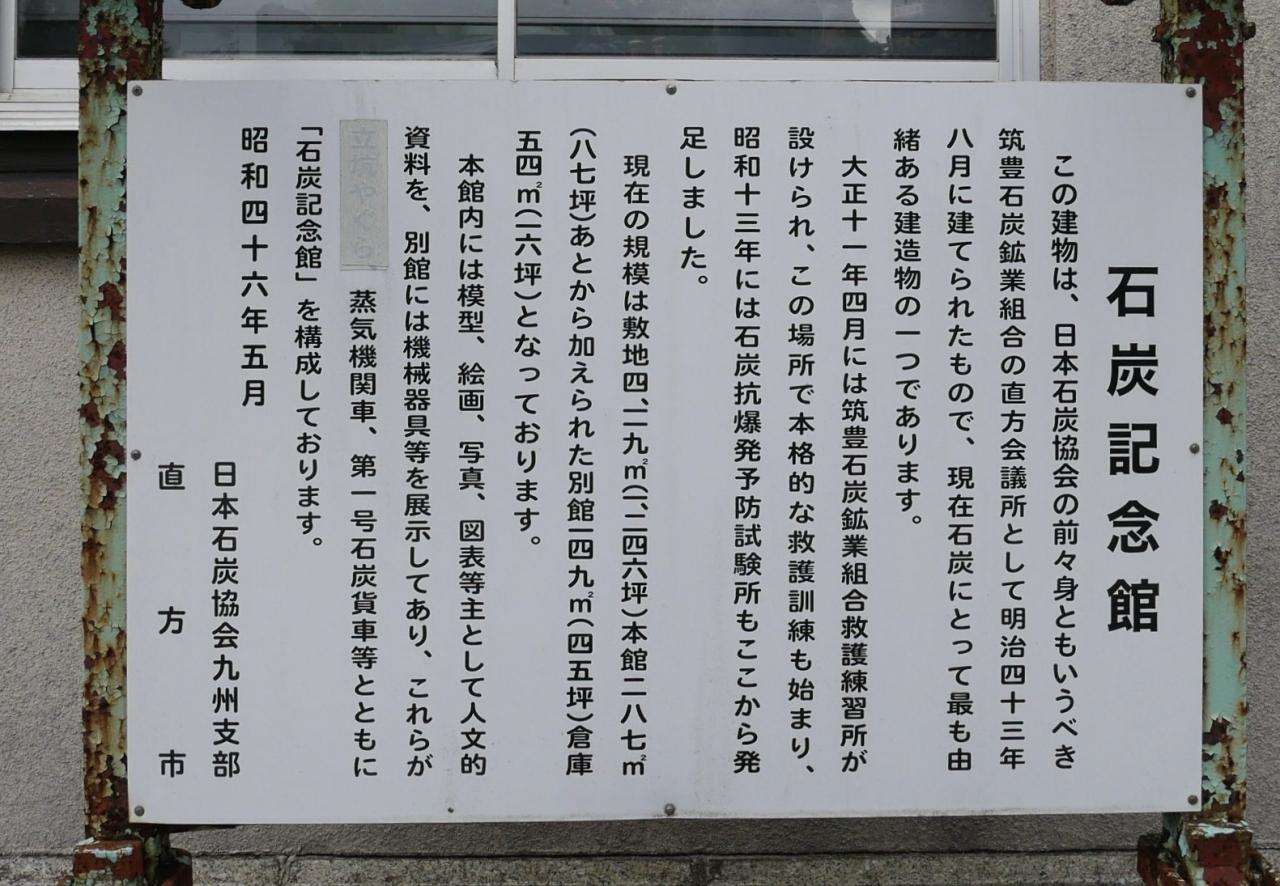 石炭記念館
この建物は、日本石炭協会の前々身ともいうべき
筑豊石炭鉱業組合の直方会議所として明治四十三年
八月に建てられたもので、現在石炭にとって最も由
緒ある建造物の一つであります。
大正十一年四月には筑豊石炭鉱業組合救護練習所が
設けられ、この場所で本格的な救護訓練も始まり、
昭和十三年には石炭抗爆発予防試験所もここから発
足しました。
現在の規模は敷地四、一二九㎡(一、二四六坪)本館二八七㎡
(八七坪)あとから加えられた別館一四九㎡(四五坪)倉庫
五四㎡(一六坪)となっております。
本館内には模型、絵画、写真、図表等主として人文的
資料を、別館には機械器具等を展示してあり、これらが
立坑やぐら 蒸気機関車、第一号石炭貨車等とともに
「石炭記念館」を構成しております。
昭和四十六年五月
日本石炭協会九州支部
直方市